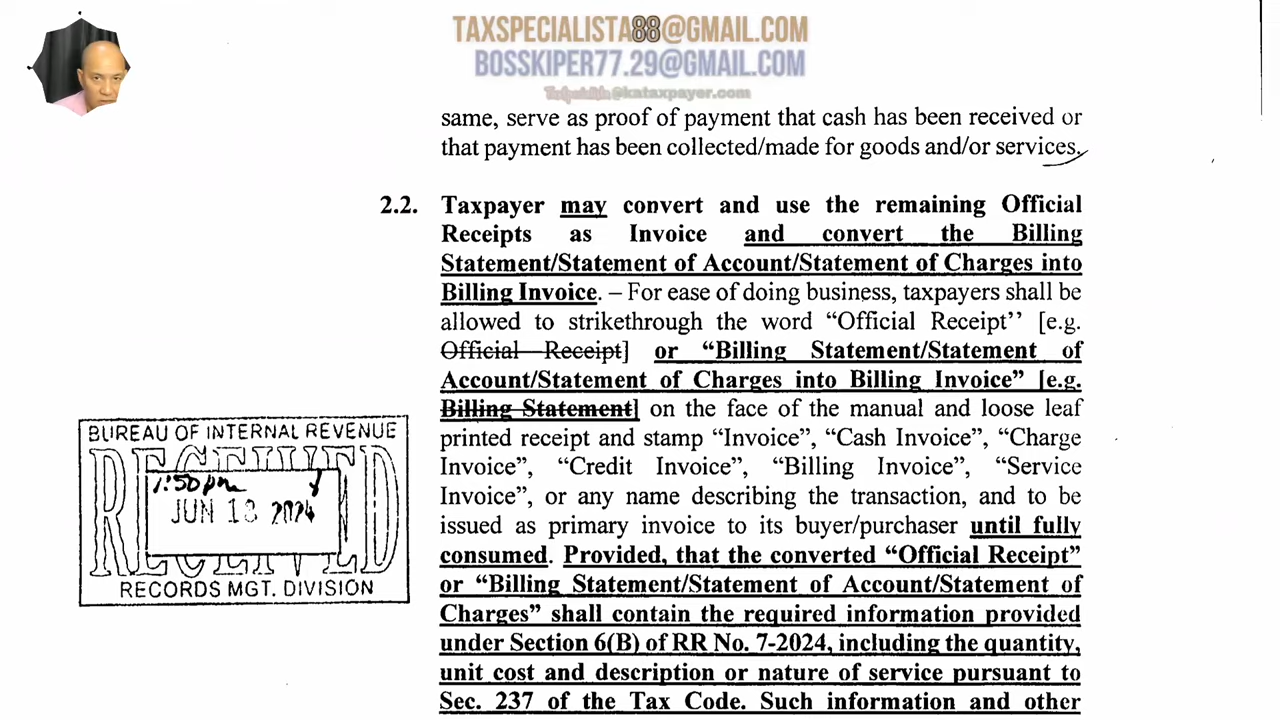 TAXSPECIALISTA88@GMAIL.COM
BOSSKIPER77.29@GMAIL.COM
TaxSpecialista@kataxpayer.com
same, serve as proof of payment that cash has been received or
that payment has been collected/made for goods and/or services.
2.2. Taxpayer may convert and use the remaining Official
Receipts as Invoice and convert the Billing
Statement/Statement of Account/Statement of Charges into
Billing Invoice. – For ease of doing business, taxpayers shall be
allowed to strikethrough the word “Official Receipt’’ [e.g.
Official Receipt] or “Billing Statement/Statement of
Account/Statement of Charges into Billing Invoice” [e.g.
Billing Statement] on the face of the manual and loose leaf
printed receipt and stamp “Invoice”, “Cash Invoice”, “Charge
Invoice”, “Credit Invoice”, “Billing Invoice”, “Service
Invoice”, or any name describing the transaction, and to be
issued as primary invoice to its buyer/purchaser until fully
consumed. Provided, that the converted “Official Receipt”
or “Billing Statement/Statement of Account/Statement of
Charges” shall contain the required information provided
under Section 6(B) of RR No. 7-2024, including the quantity,
unit cost and description or nature of service pursuant to
Sec. 237 of the Tax Code. Such information and other
BUREAU OF INTERNAL REVENUE
RECEIVED
1:50 pm
JUN 13 2024
RECORDS MGT. DIVISION